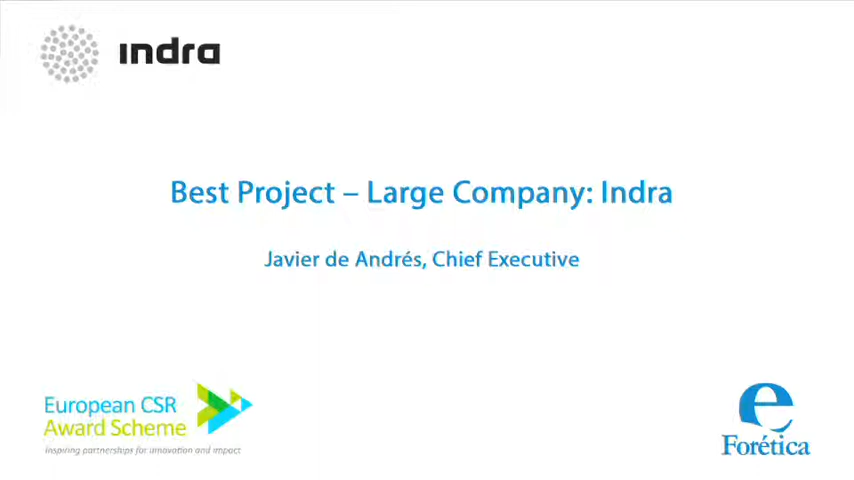 indra
Best Project – Large Company: Indra
Javier de Andrés, Chief Executive
European CSR
Award Scheme
Inspiring partnerships for innovation and impact
e
Forética